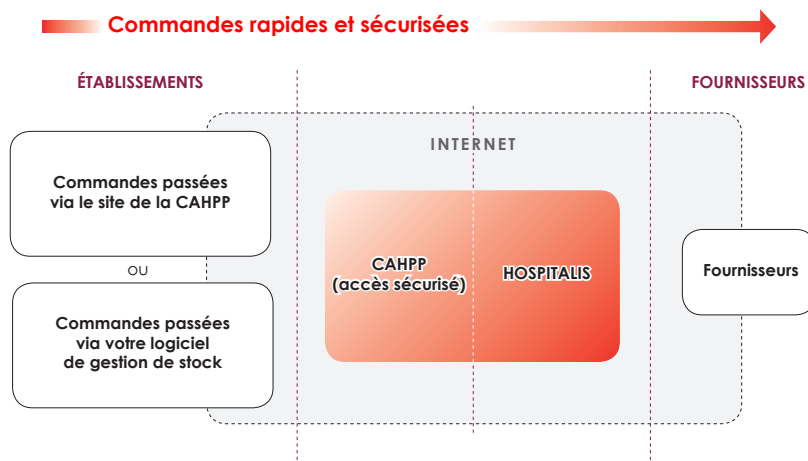 Commandes rapides et sécurisées
ÉTABLISSEMENTS
FOURNISSEURS
INTERNET
Commandes passées
via le site de la CAHPP
OU
Commandes passées
via votre logiciel
de gestion de stock
CAHPP
(accès sécurisé)
HOSPITALIS
Fournisseurs